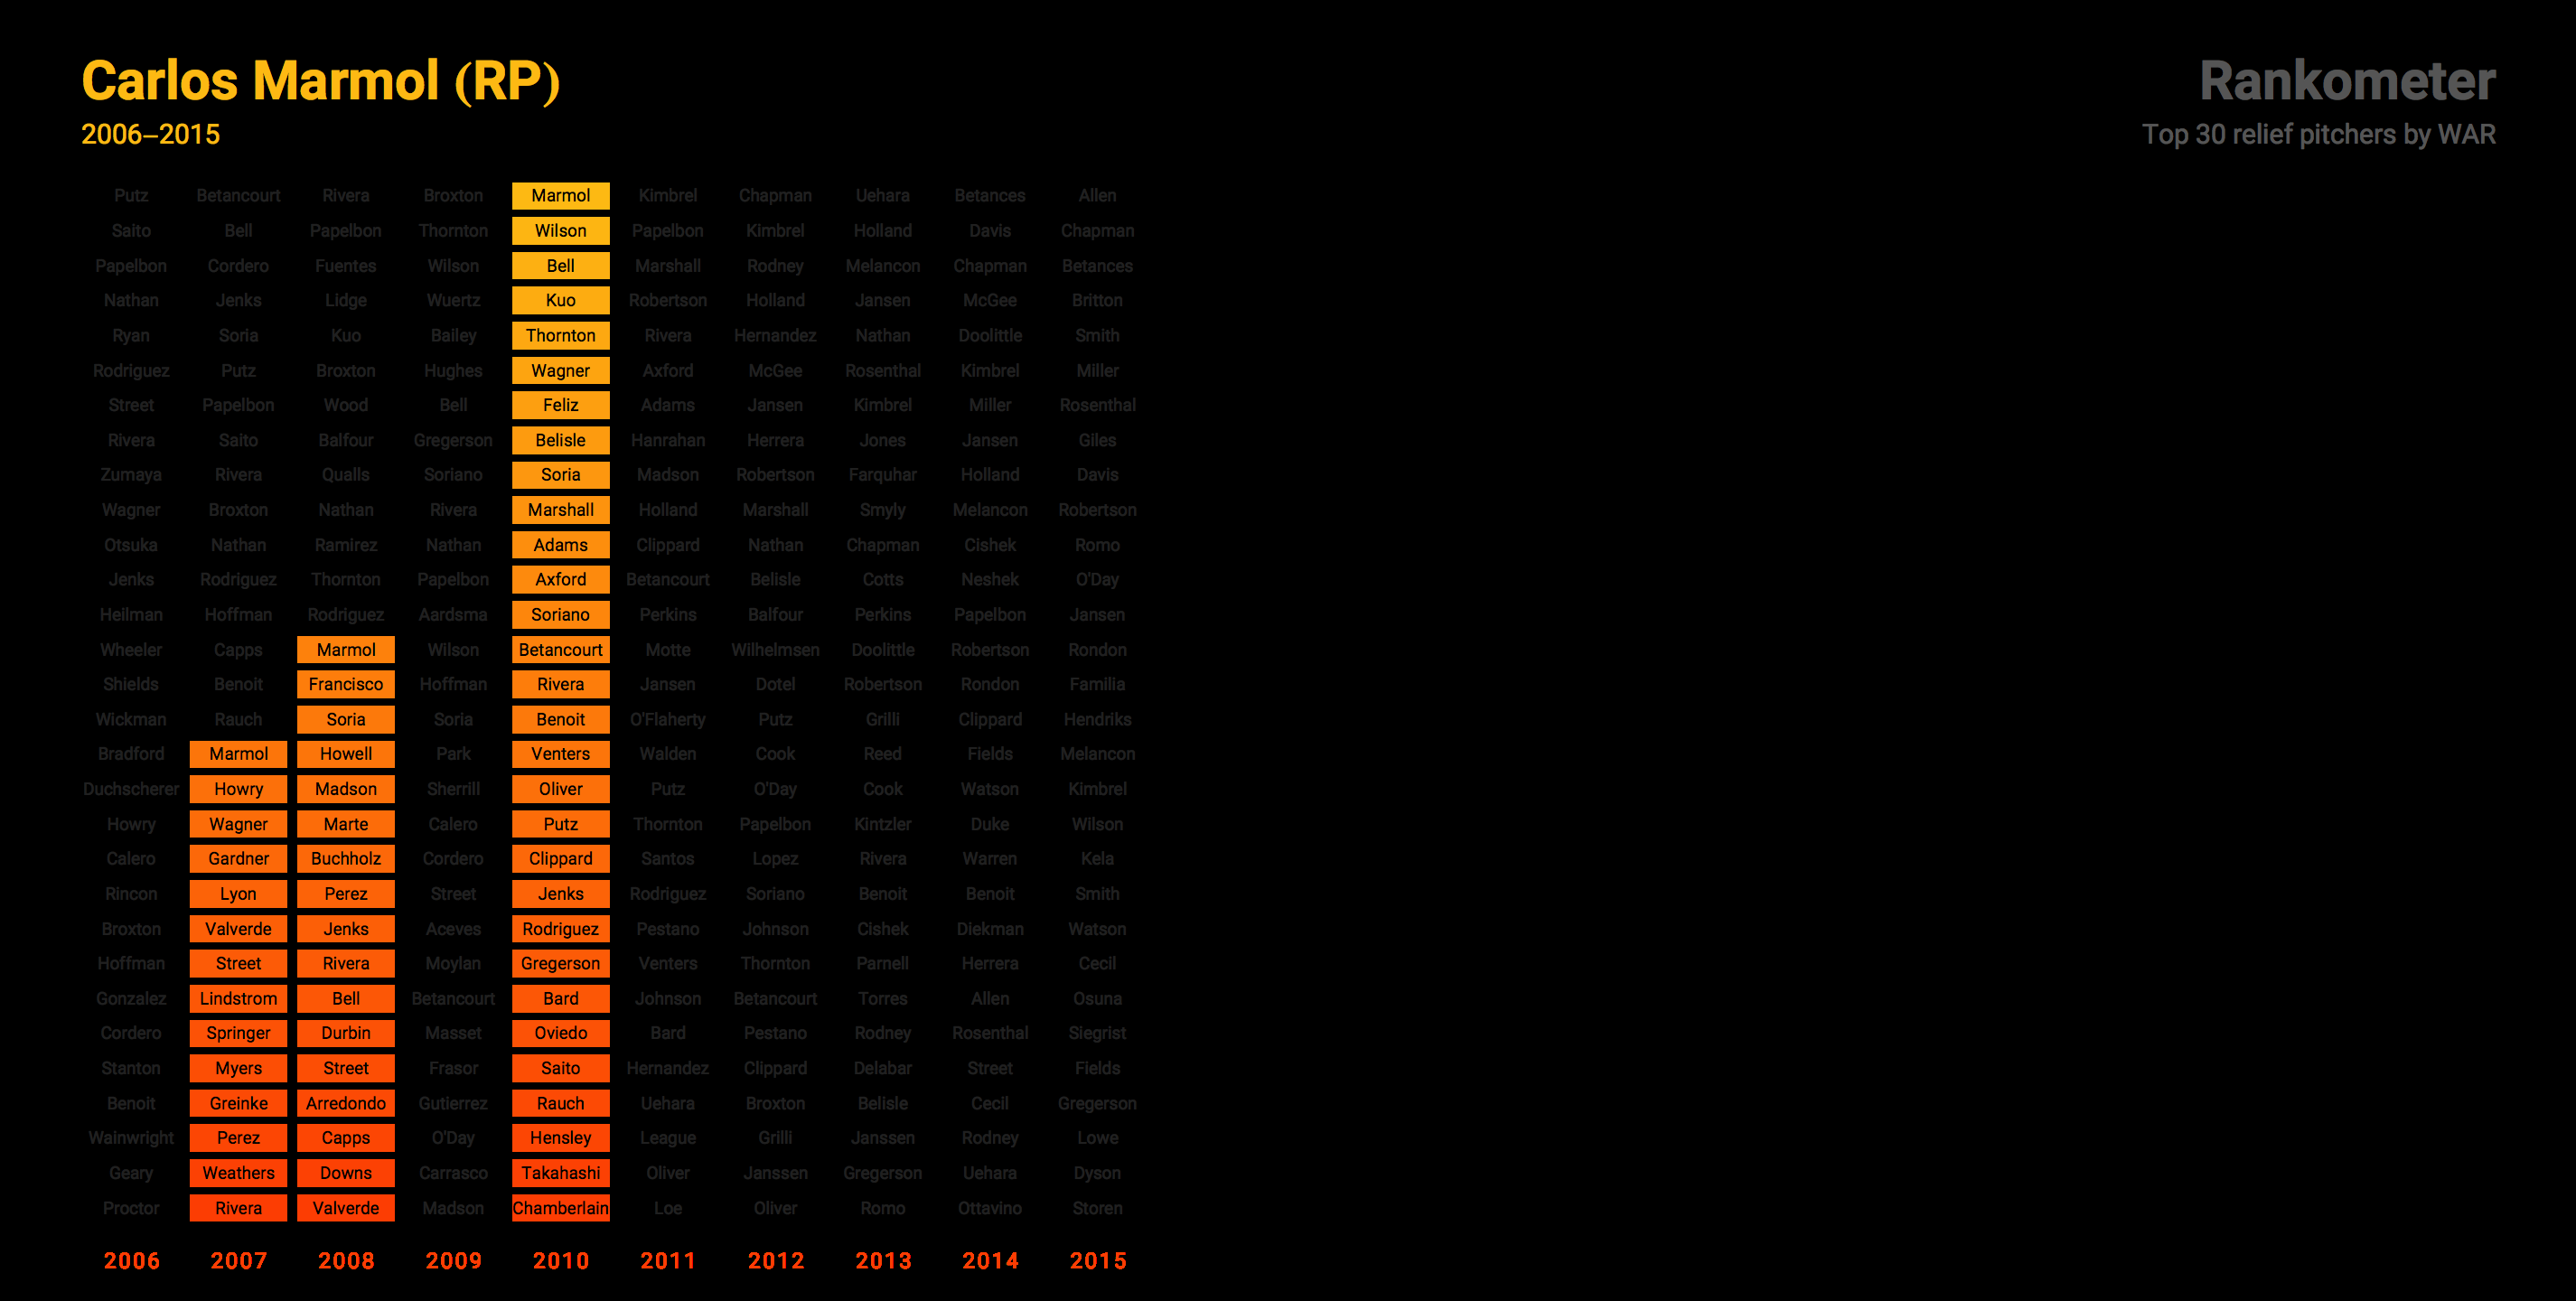 Carlos Marmol (RP)
2006–2015
Rankometer
Top 30 relief pitchers by WAR
Putz Betancourt Rivera Broxton Marmol Kimbrel Chapman Uehara Betances Allen
Saito Bell Papelbon Thornton Wilson Papelbon Kimbrel Holland Davis Chapman
Papelbon Cordero Fuentes Wilson Bell Marshall Rodney Melancon Chapman Betances
Nathan Jenks Lidge Wuertz Kuo Robertson Holland Jansen McGee Britton
Ryan Soria Kuo Bailey Thornton Rivera Hernandez Nathan Doolittle Smith
Rodriguez Putz Broxton Hughes Wagner Axford McGee Rosenthal Kimbrel Miller
Street Papelbon Wood Bell Feliz Adams Jansen Kimbrel Miller Rosenthal
Rivera Saito Balfour Gregerson Belisle Hanrahan Herrera Jones Jansen Giles
Zumaya Rivera Qualls Soriano Soria Madson Robertson Farquhar Holland Davis
Wagner Broxton Nathan Rivera Marshall Holland Marshall Smyly Melancon Robertson
Otsuka Nathan Ramirez Nathan Adams Clippard Nathan Chapman Cishek Romo
Jenks Rodriguez Thornton Papelbon Axford Betancourt Belisle Cotts Neshek O'Day
Heilman Hoffman Rodriguez Aardsma Soriano Perkins Balfour Perkins Papelbon Jansen
Wheeler Capps Marmol Wilson Betancourt Motte Wilhelmsen Doolittle Robertson Rondon
Shields Benoit Francisco Hoffman Rivera Jansen Dotel Robertson Rondon Familia
Wickman Rauch Soria Soria Benoit O'Flaherty Putz Grilli Clippard Hendriks
Bradford Marmol Howell Park Venters Walden Cook Reed Fields Melancon
Duchscherer Howry Madson Sherrill Oliver Putz O'Day Cook Watson Kimbrel
Howry Wagner Marte Calero Putz Thornton Papelbon Kintzler Duke Wilson
Calero Gardner Buchholz Cordero Clippard Santos Lopez Rivera Warren Kela
Rincon Lyon Perez Street Jenks Rodriguez Soriano Benoit Benoit Smith
Broxton Valverde Jenks Aceves Rodriguez Pestano Johnson Cishek Diekman Watson
Hoffman Street Rivera Moylan Gregerson Venters Thornton Parnell Herrera Cecil
Gonzalez Lindstrom Bell Betancourt Bard Johnson Betancourt Torres Allen Osuna
Cordero Springer Durbin Masset Oviedo Bard Pestano Rodney Rosenthal Siegrist
Stanton Myers Street Frasor Saito Hernandez Clippard Delabar Street Fields
Benoit Greinke Arredondo Gutierrez Rauch Uehara Broxton Belisle Cecil Gregerson
Wainwright Perez Capps O'Day Hensley League Grilli Janssen Rodney Lowe
Geary Weathers Downs Carrasco Takahashi Oliver Janssen Gregerson Uehara Dyson
Proctor Rivera Valverde Madson Chamberlain Loe Oliver Romo Ottavino Storen
2006 2007 2008 2009 2010 2011 2012 2013 2014 2015